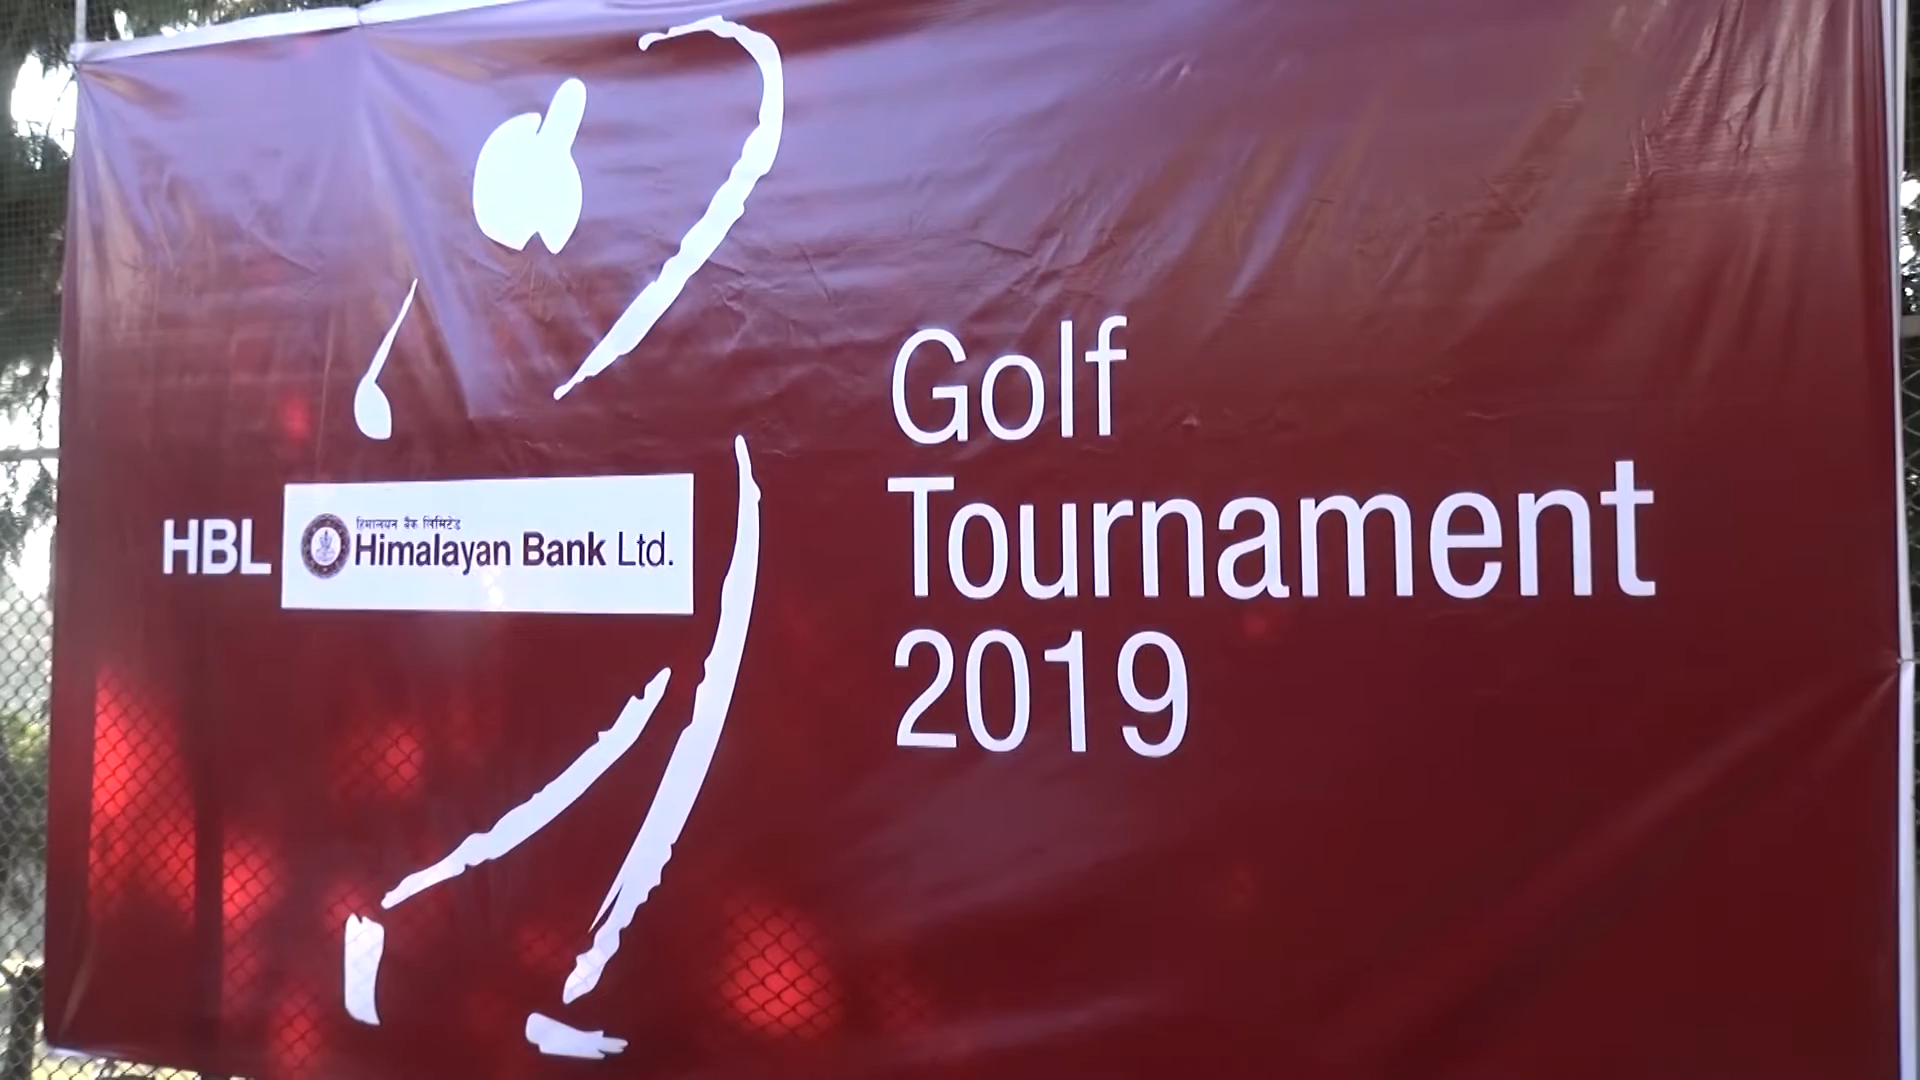 HBL
हिमालयन बैंक लिमिटेड
Himalayan Bank Ltd.
Golf
Tournament
2019